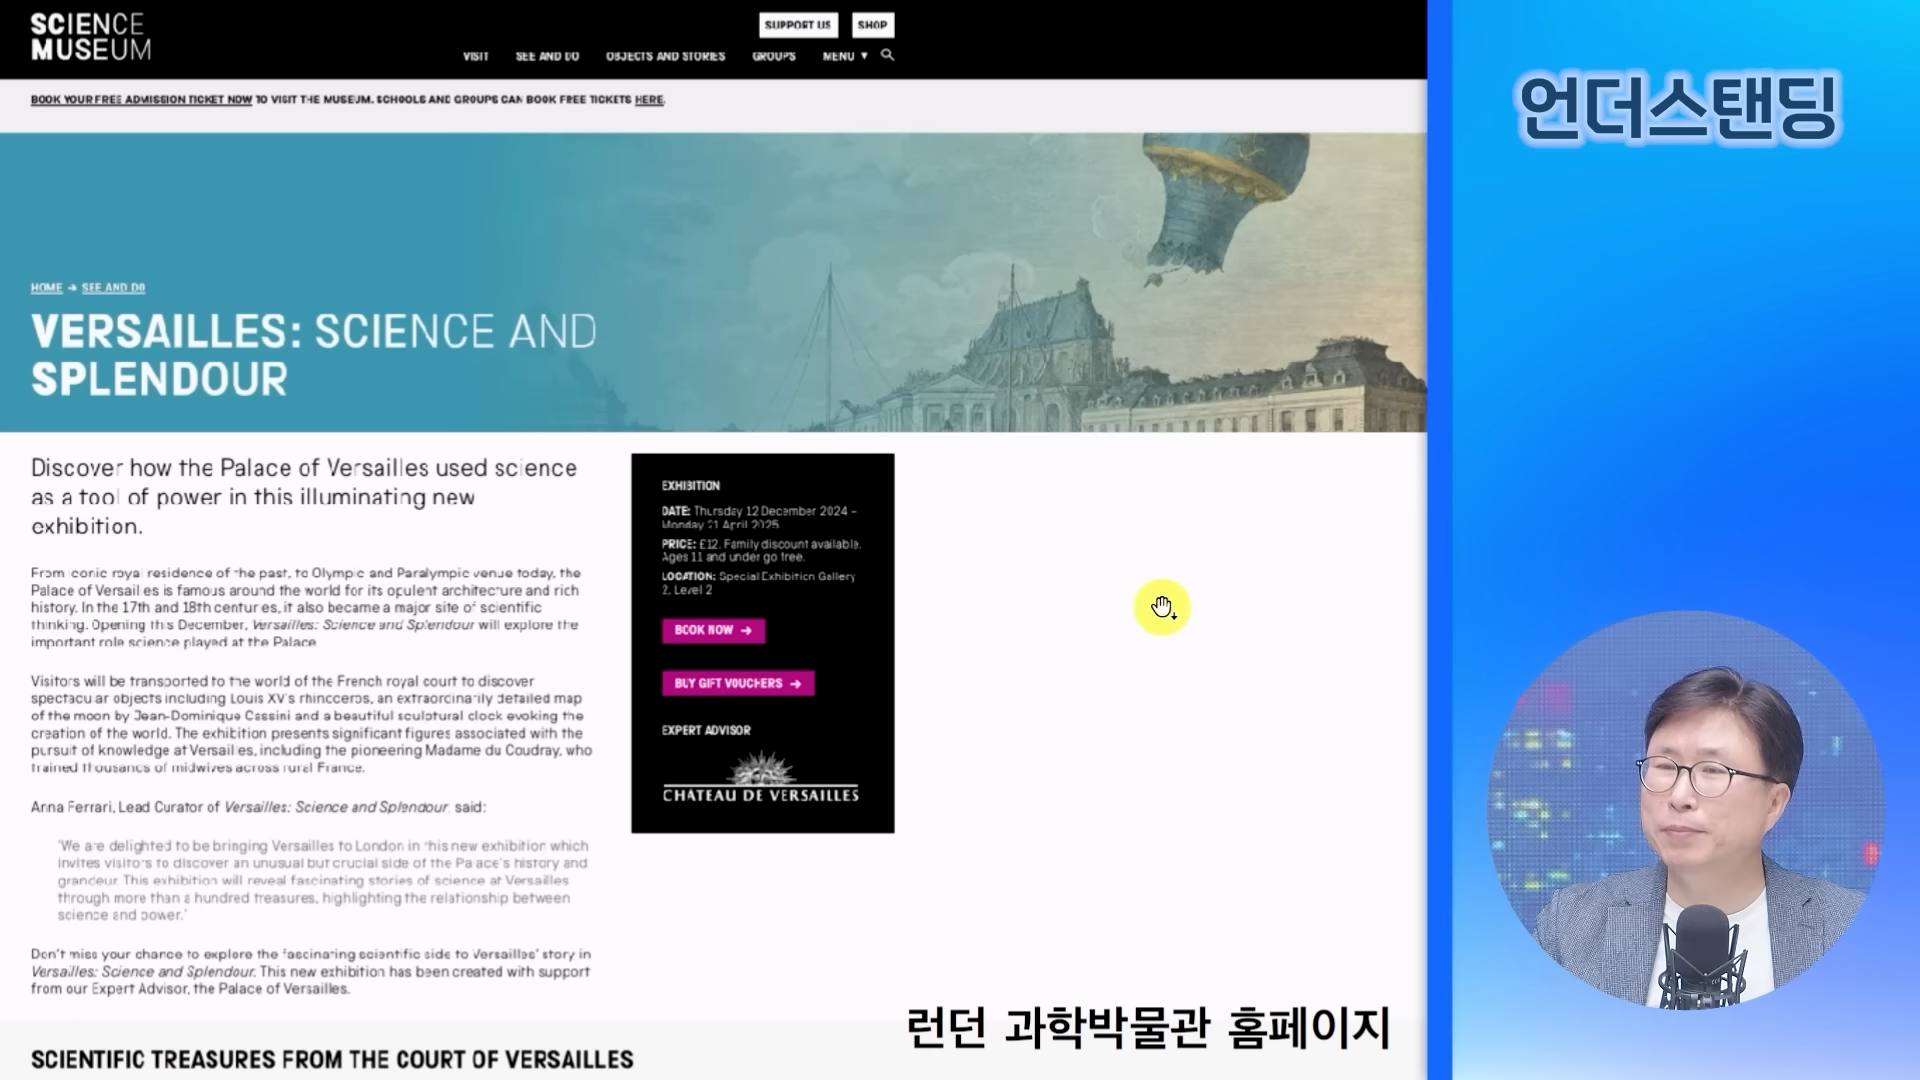 SCIENCE
MUSEUM
SUPPORT US
SHOP
VISIT
SEE AND DO
OBJECTS AND STORIES
GROUPS
MENU ▼
BOOK YOUR FREE ADMISSION TICKET NOW TO VISIT THE MUSEUM. SCHOOLS AND GROUPS CAN BOOK FREE TICKETS HERE.
언더스탠딩
HOME → SEE AND DO
VERSAILLES: SCIENCE AND
SPLENDOUR
Discover how the Palace of Versailles used science
as a tool of power in this illuminating new
exhibition.
From iconic royal residence of the past, to Olympic and Paralympic venue today, the
Palace of Versailles is famous around the world for its opulent architecture and rich
history. In the 17th and 18th centuries, it also became a major site of scientific
thinking. Opening this December, Versailles: Science and Splendour will explore the
important role science played at the Palace.
Visitors will be transported to the world of the French royal court to discover
spectacular objects including Louis XV's rhinoceros, an extraordinarily detailed map
of the moon by Jean-Dominique Cassini and a beautiful sculptural clock evoking the
creation of the world. The exhibition presents significant figures associated with the
pursuit of knowledge at Versailles, including the pioneering Madame du Coudray, who
trained thousands of midwives across rural France.
Anna Ferrari, Lead Curator of Versailles: Science and Splendour, said:
'We are delighted to be bringing Versailles to London in this new exhibition which
invites visitors to discover an unusual but crucial side of the Palace's history and
grandeur. This exhibition will reveal fascinating stories of science at Versailles
through more than a hundred treasures, highlighting the relationship between
science and power.'
Don't miss your chance to explore the fascinating scientific side to Versailles' story in
Versailles: Science and Splendour. This new exhibition has been created with support
from our Expert Advisor, the Palace of Versailles.
EXHIBITION
DATE: Thursday 12 December 2024 –
Monday 21 April 2025
PRICE: £12. Family discount available.
Ages 11 and under go free.
LOCATION: Special Exhibition Gallery
2, Level 2
BOOK NOW →
BUY GIFT VOUCHERS →
EXPERT ADVISOR
CHATEAU DE VERSAILLES
런던 과학박물관 홈페이지
SCIENTIFIC TREASURES FROM THE COURT OF VERSAILLES